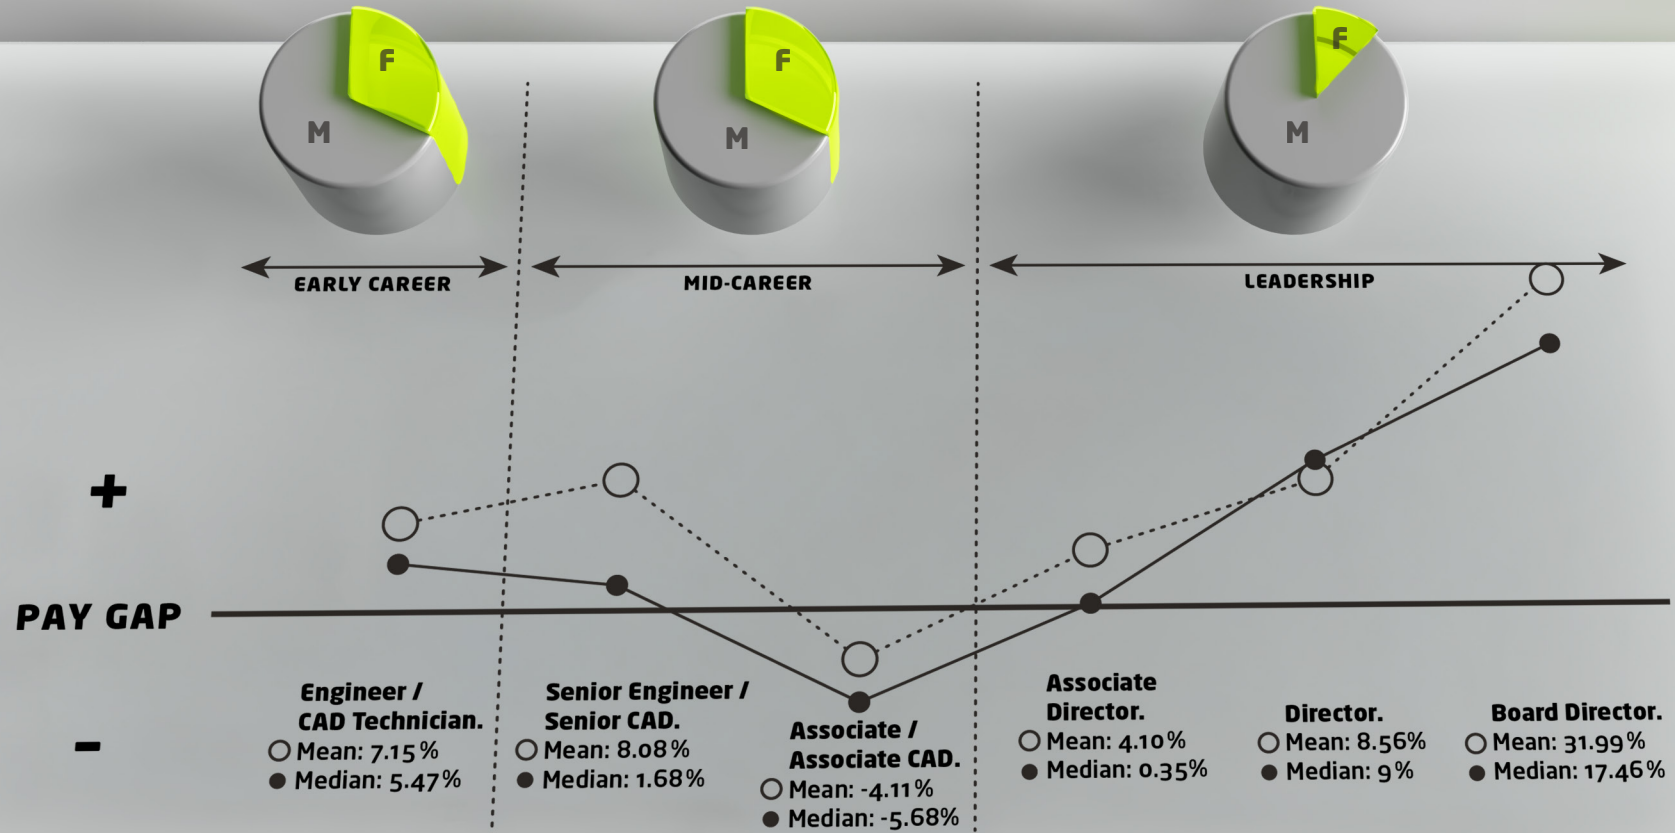 F
M
F
M
F
M
EARLY CAREER
MID-CAREER
LEADERSHIP
+
PAY GAP
-
Engineer /
CAD Technician.
Mean: 7.15%
Median: 5.47%
Senior Engineer /
Senior CAD.
Mean: 8.08%
Median: 1.68%
Associate /
Associate CAD.
Mean: -4.11%
Median: -5.68%
Associate
Director.
Mean: 4.10%
Median: 0.35%
Director.
Mean: 8.56%
Median: 9%
Board Director.
Mean: 31.99%
Median: 17.46%